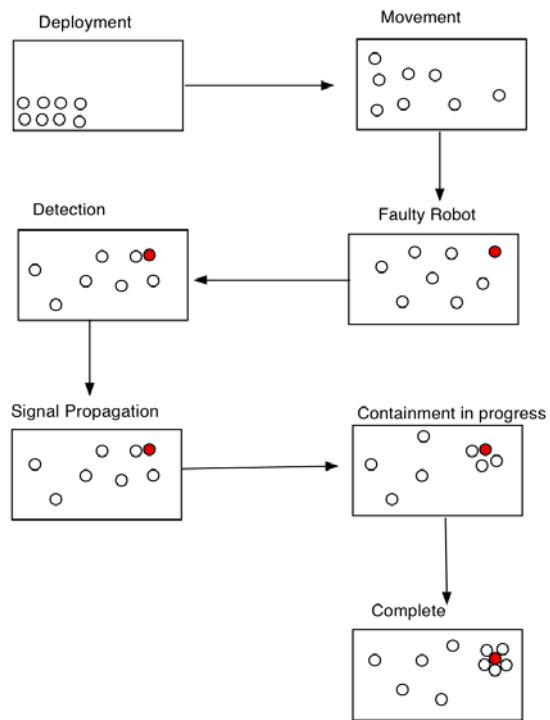 Deployment
Movement
Faulty Robot
Detection
Signal Propagation
Containment in progress
Complete